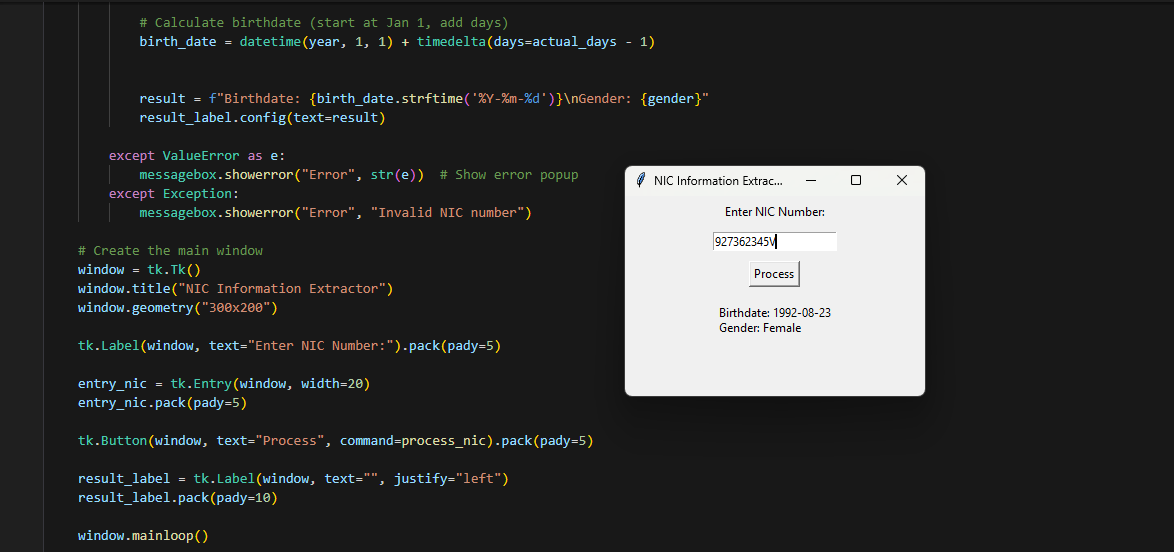 # Calculate birthdate (start at Jan 1, add days)
birth_date = datetime(year, 1, 1) + timedelta(days=actual_days - 1)
result = f"Birthdate: {birth_date.strftime('%Y-%m-%d')}\nGender: {gender}"
result_label.config(text=result)
except ValueError as e:
messagebox.showerror("Error", str(e))  # Show error popup
except Exception:
messagebox.showerror("Error", "Invalid NIC number")
# Create the main window
window = tk.Tk()
window.title("NIC Information Extractor")
window.geometry("300x200")
tk.Label(window, text="Enter NIC Number:").pack(pady=5)
entry_nic = tk.Entry(window, width=20)
entry_nic.pack(pady=5)
tk.Button(window, text="Process", command=process_nic).pack(pady=5)
result_label = tk.Label(window, text="", justify="left")
result_label.pack(pady=10)
window.mainloop()
NIC Information Extrac...
Enter NIC Number:
927362345V
Process
Birthdate: 1992-08-23
Gender: Female